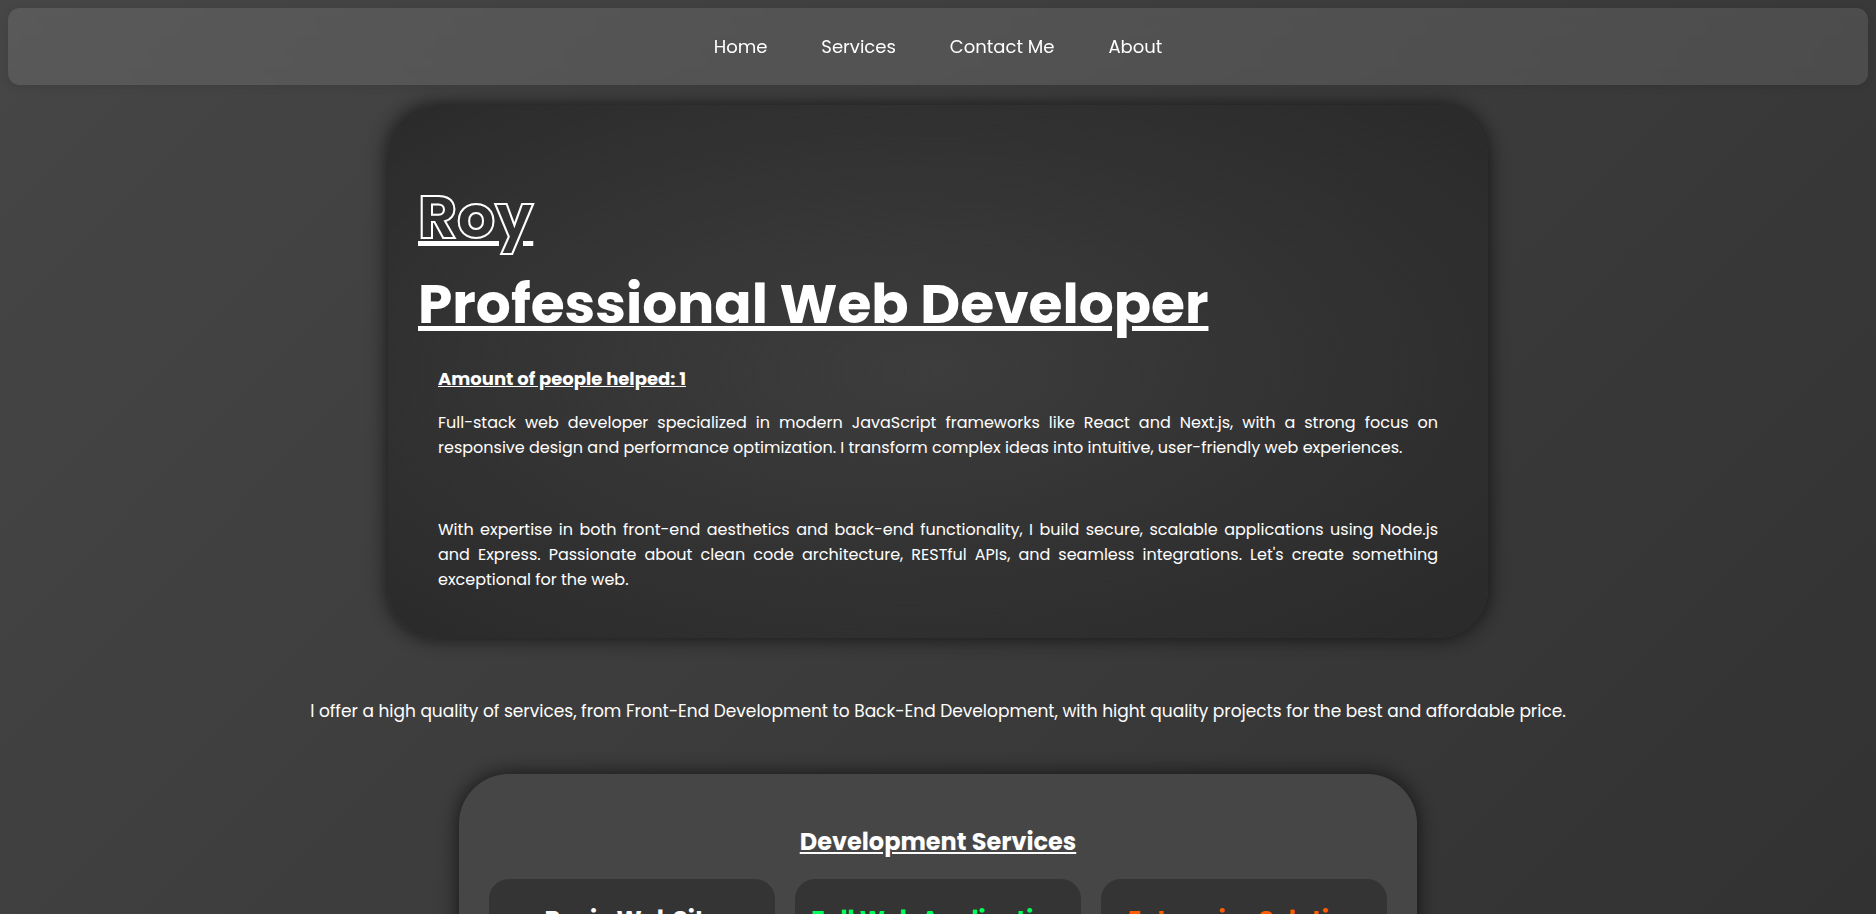 Home Services Contact Me About
Roy
Professional Web Developer
Amount of people helped: 1
Full-stack web developer specialized in modern JavaScript frameworks like React and Next.js, with a strong focus on
responsive design and performance optimization. I transform complex ideas into intuitive, user-friendly web experiences.
With expertise in both front-end aesthetics and back-end functionality, I build secure, scalable applications using Node.js
and Express. Passionate about clean code architecture, RESTful APIs, and seamless integrations. Let's create something
exceptional for the web.
I offer a high quality of services, from Front-End Development to Back-End Development, with hight quality projects for the best and affordable price.
Development Services